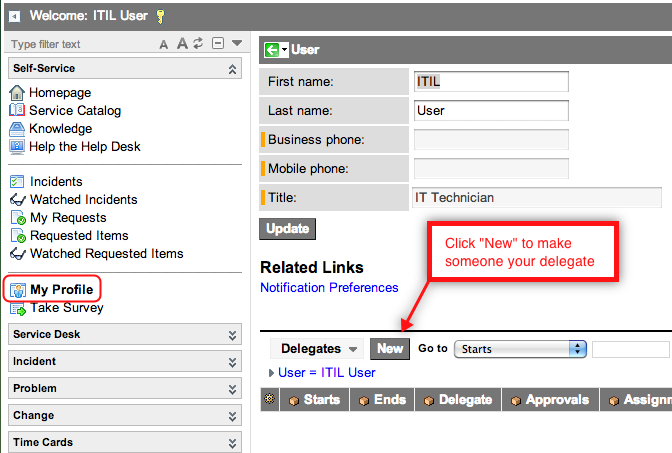 Welcome: ITIL User
Type filter text A A
Self-Service
Homepage
Service Catalog
Knowledge
Help the Help Desk
Incidents
Watched Incidents
My Requests
Requested Items
Watched Requested Items
My Profile
Take Survey
Service Desk
Incident
Problem
Change
Time Cards
User
First name: ITIL
Last name: User
Business phone:
Mobile phone:
Title: IT Technician
Update
Click "New" to make
someone your delegate
Related Links
Notification Preferences
Delegates New Go to Starts
User = ITIL User
Starts Ends Delegate Approvals Assignm